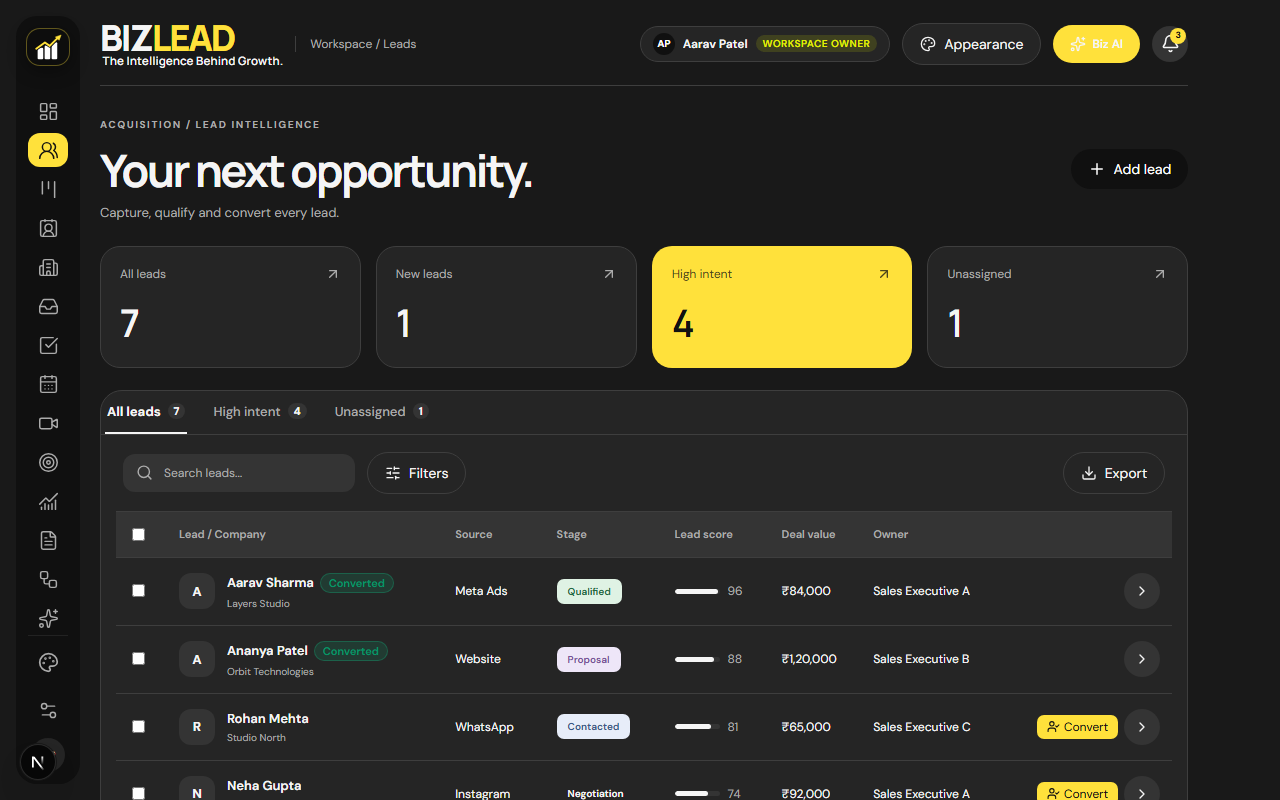 BIZLEAD
The Intelligence Behind Growth.
Workspace / Leads
AP Aarav Patel WORKSPACE OWNER
Appearance
Biz AI
3
ACQUISITION / LEAD INTELLIGENCE
Your next opportunity.
Capture, qualify and convert every lead.
+ Add lead
All leads
7
New leads
1
High intent
4
Unassigned
1
All leads 7 High intent 4 Unassigned 1
Search leads... Filters Export
Lead / Company Source Stage Lead score Deal value Owner
A Aarav Sharma Converted
Layers Studio
Meta Ads Qualified 96 ₹84,000 Sales Executive A
A Ananya Patel Converted
Orbit Technologies
Website Proposal 88 ₹1,20,000 Sales Executive B
R Rohan Mehta
Studio North
WhatsApp Contacted 81 ₹65,000 Sales Executive C Convert
N Neha Gupta
Instagram Negotiation 74 ₹92,000 Sales Executive A Convert
N